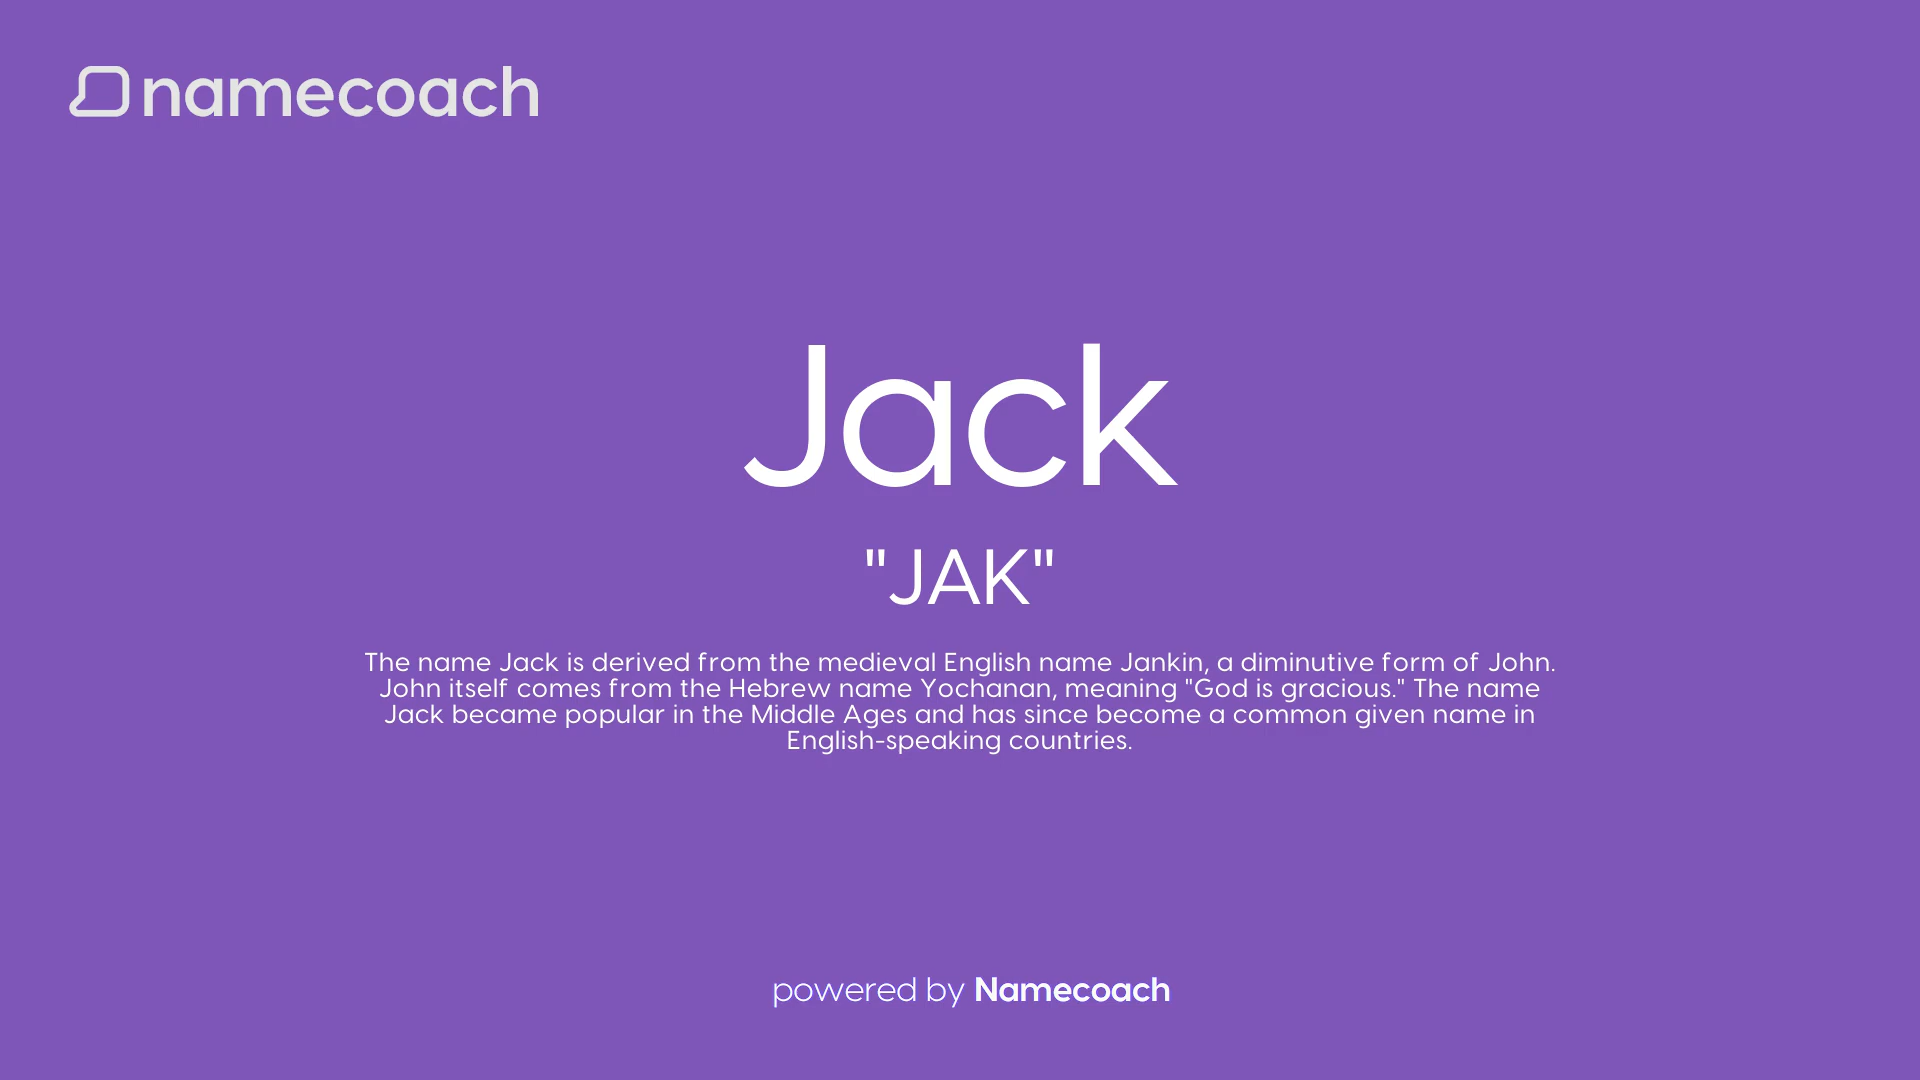 namecoach
Jack
"JAK"
The name Jack is derived from the medieval English name Jankin, a diminutive form of John.
John itself comes from the Hebrew name Yochanan, meaning "God is gracious." The name
Jack became popular in the Middle Ages and has since become a common given name in
English-speaking countries.
powered by Namecoach